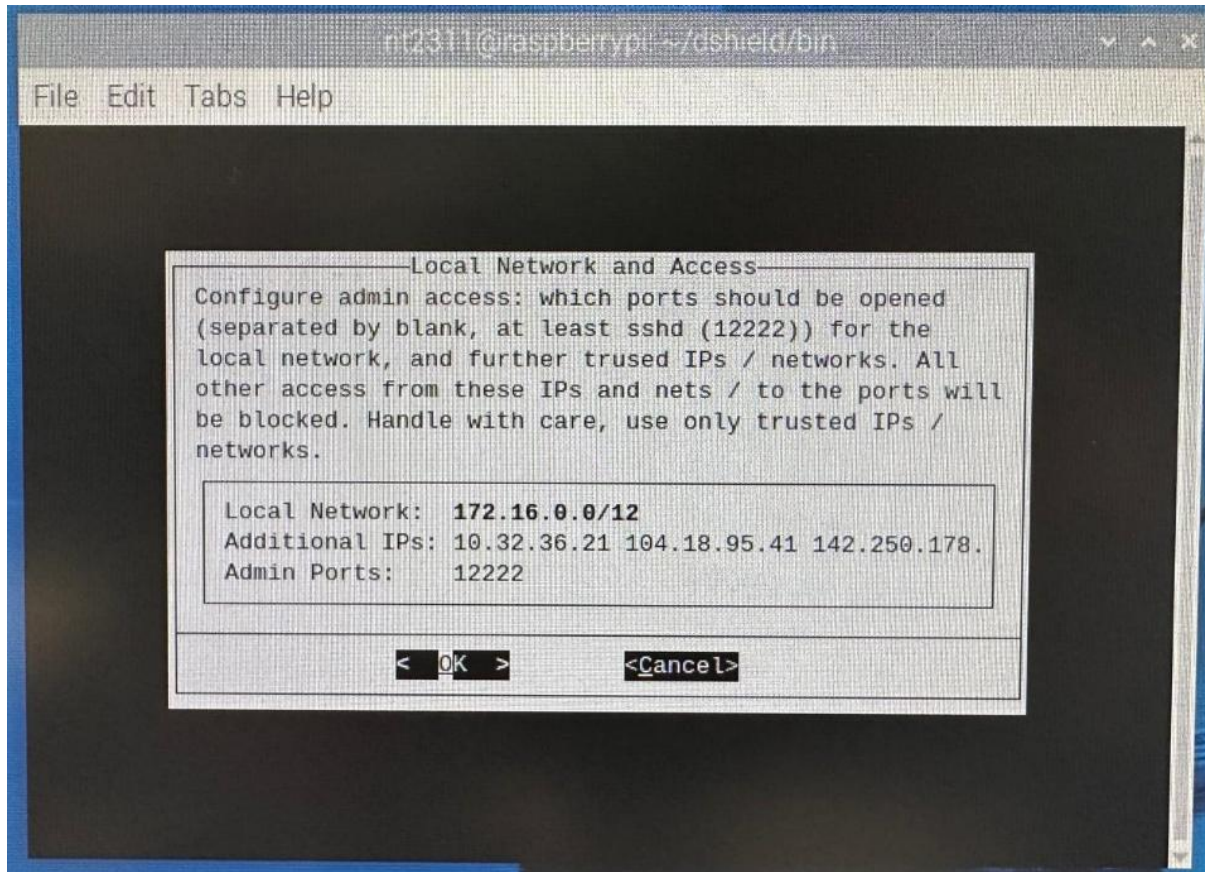 nt2311@raspberrypi: ~/dshield/bin
File Edit Tabs Help
Local Network and Access
Configure admin access: which ports should be opened
(separated by blank, at least sshd (12222)) for the
local network, and further trused IPs / networks. All
other access from these IPs and nets / to the ports will
be blocked. Handle with care, use only trusted IPs /
networks.
Local Network: 172.16.0.0/12
Additional IPs: 10.32.36.21 104.18.95.41 142.250.178.
Admin Ports: 12222
< OK > <Cancel>